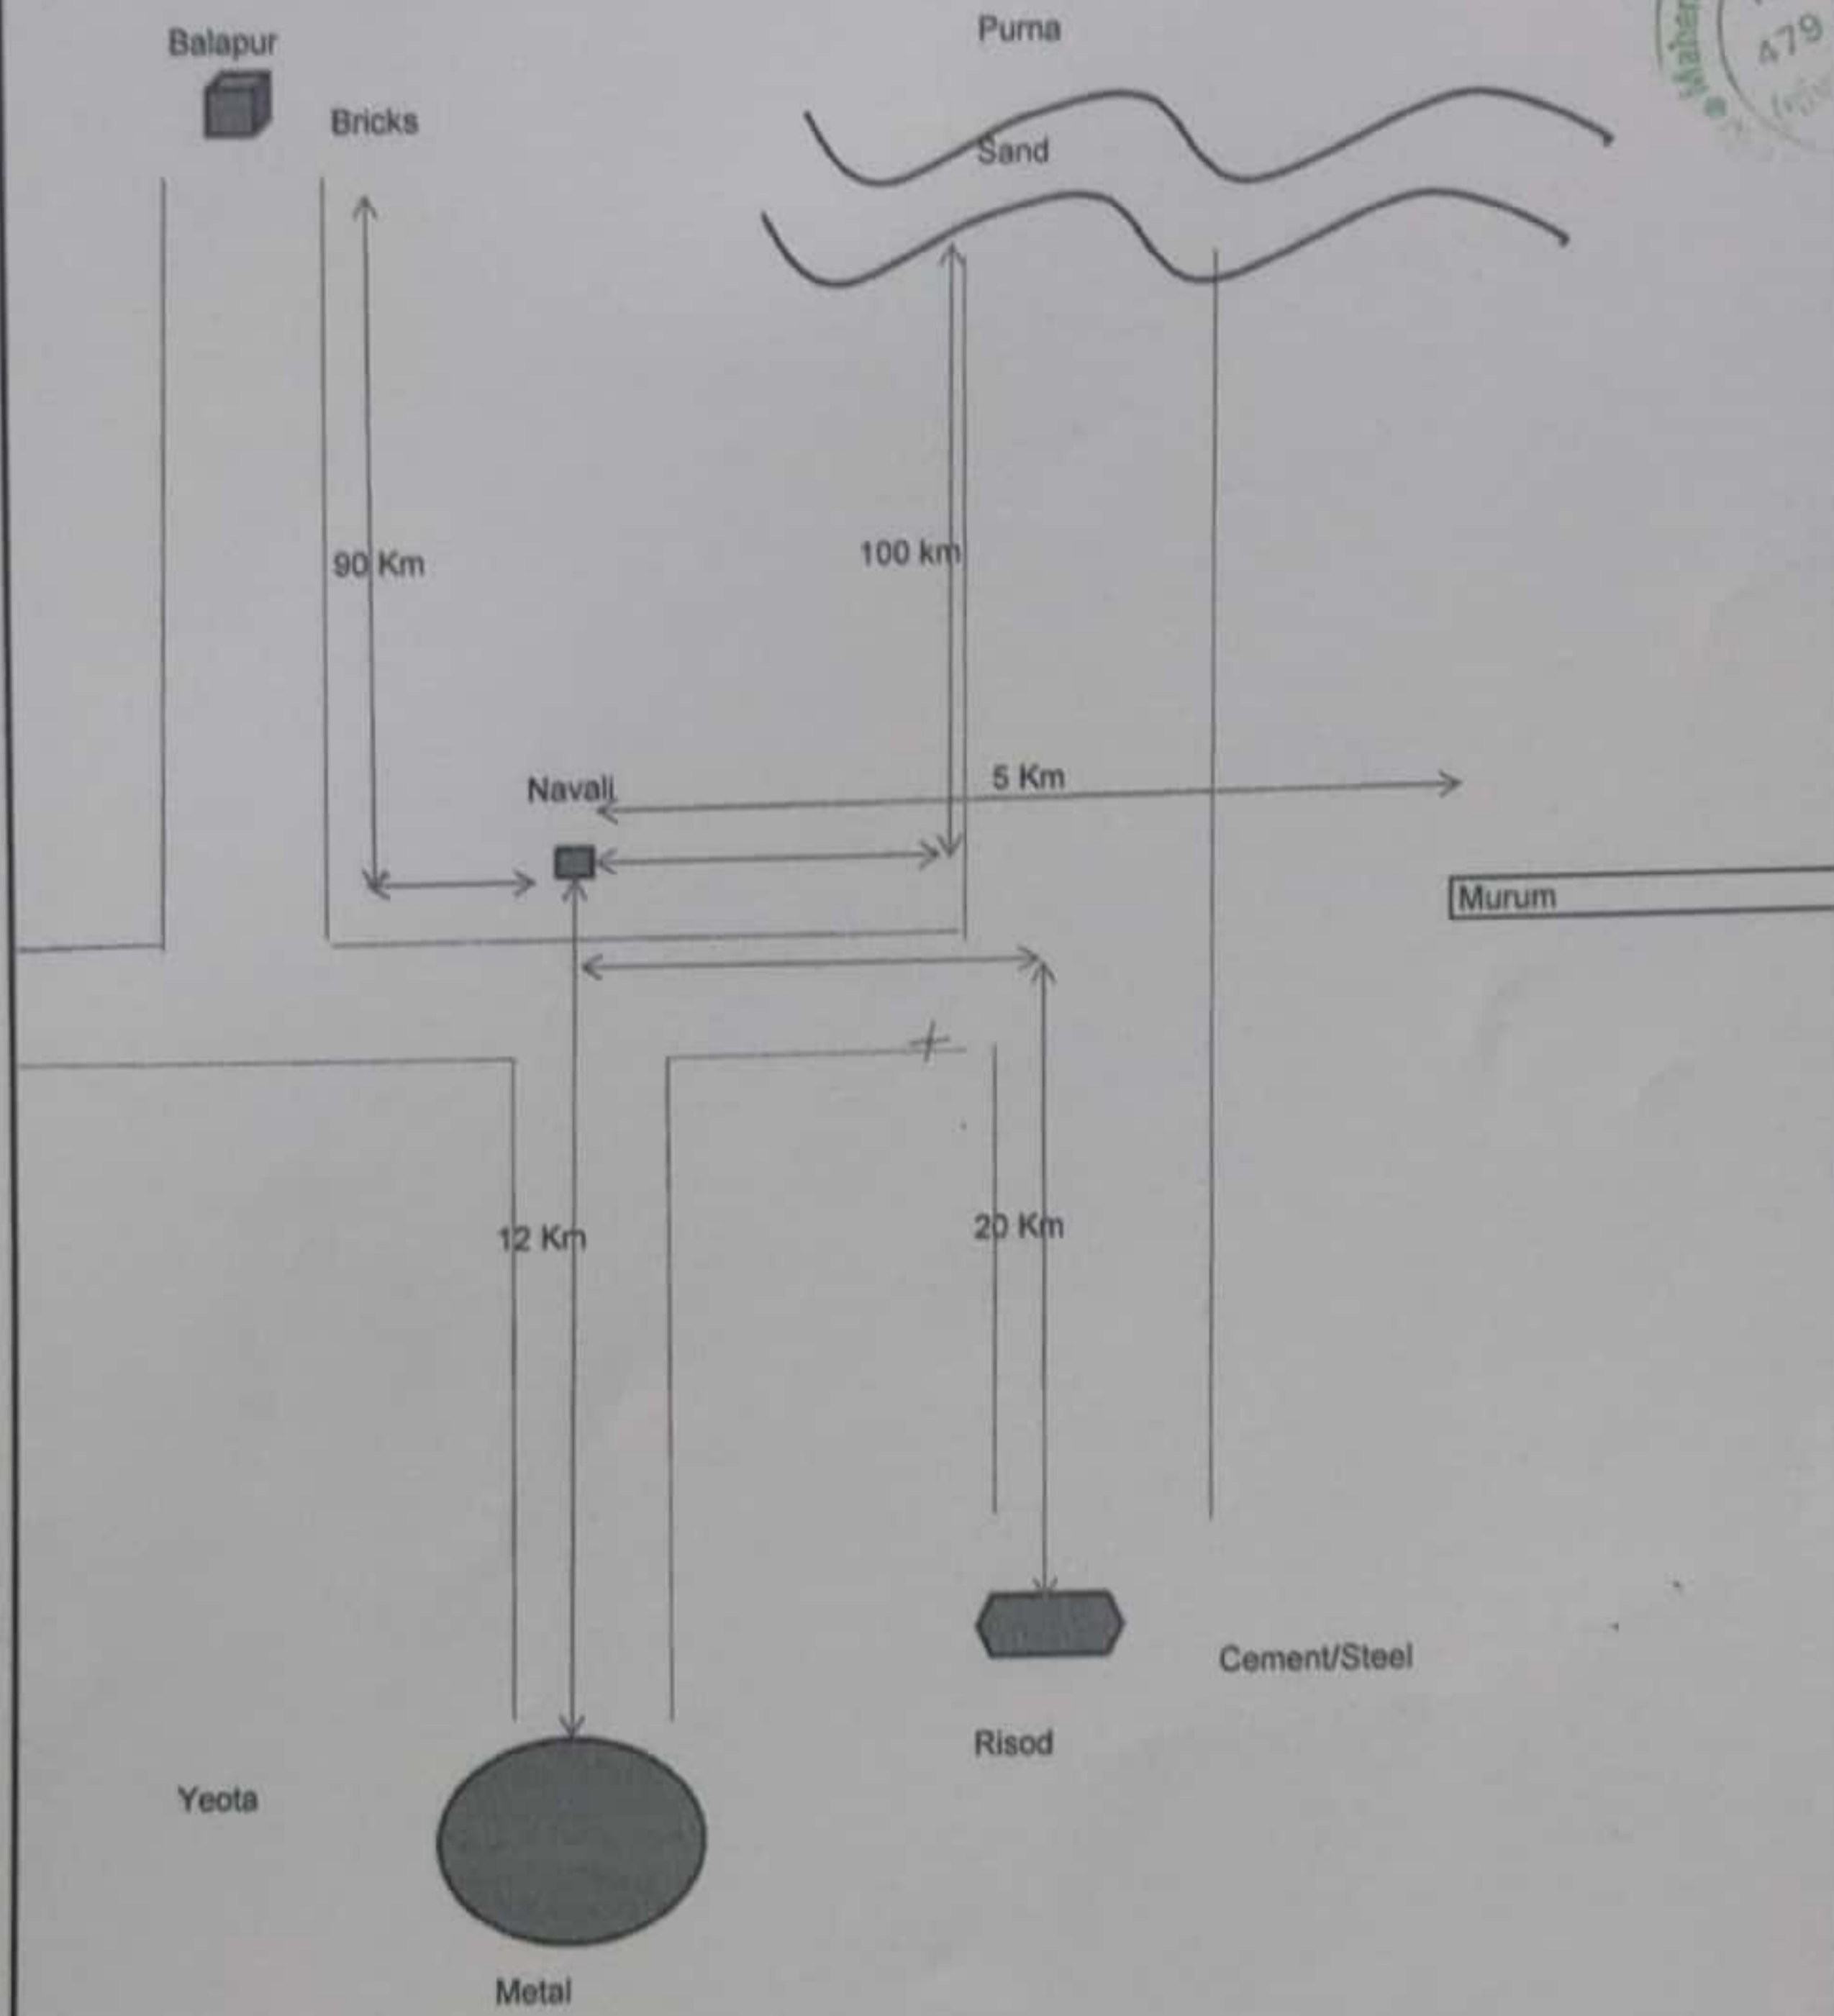 Balapur
Purna
479
Bricks
Sand
90 Km
100 km
Navali
5 Km
Murum
12 Km
20 Km
Cement/Steel
Risod
Yeota
Metal